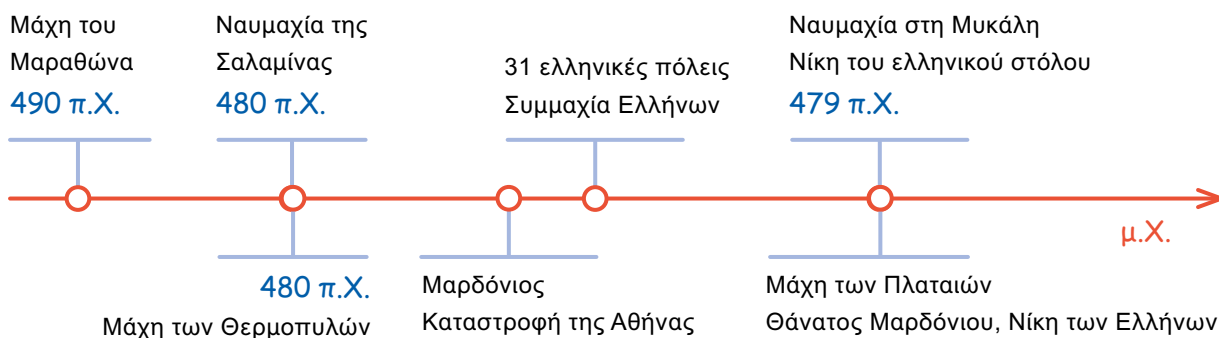 Μάχη του
Μαραθώνα
490 π.Χ.
Ναυμαχία της
Σαλαμίνας
480 π.Χ.
31 ελληνικές πόλεις
Συμμαχία Ελλήνων
Ναυμαχία στη Μυκάλη
Νίκη του ελληνικού στόλου
479 π.Χ.
μ.Χ.
480 π.Χ.
Μάχη των Θερμοπυλών
Μαρδόνιος
Καταστροφή της Αθήνας
Μάχη των Πλαταιών
Θάνατος Μαρδόνιου, Νίκη των Ελλήνων